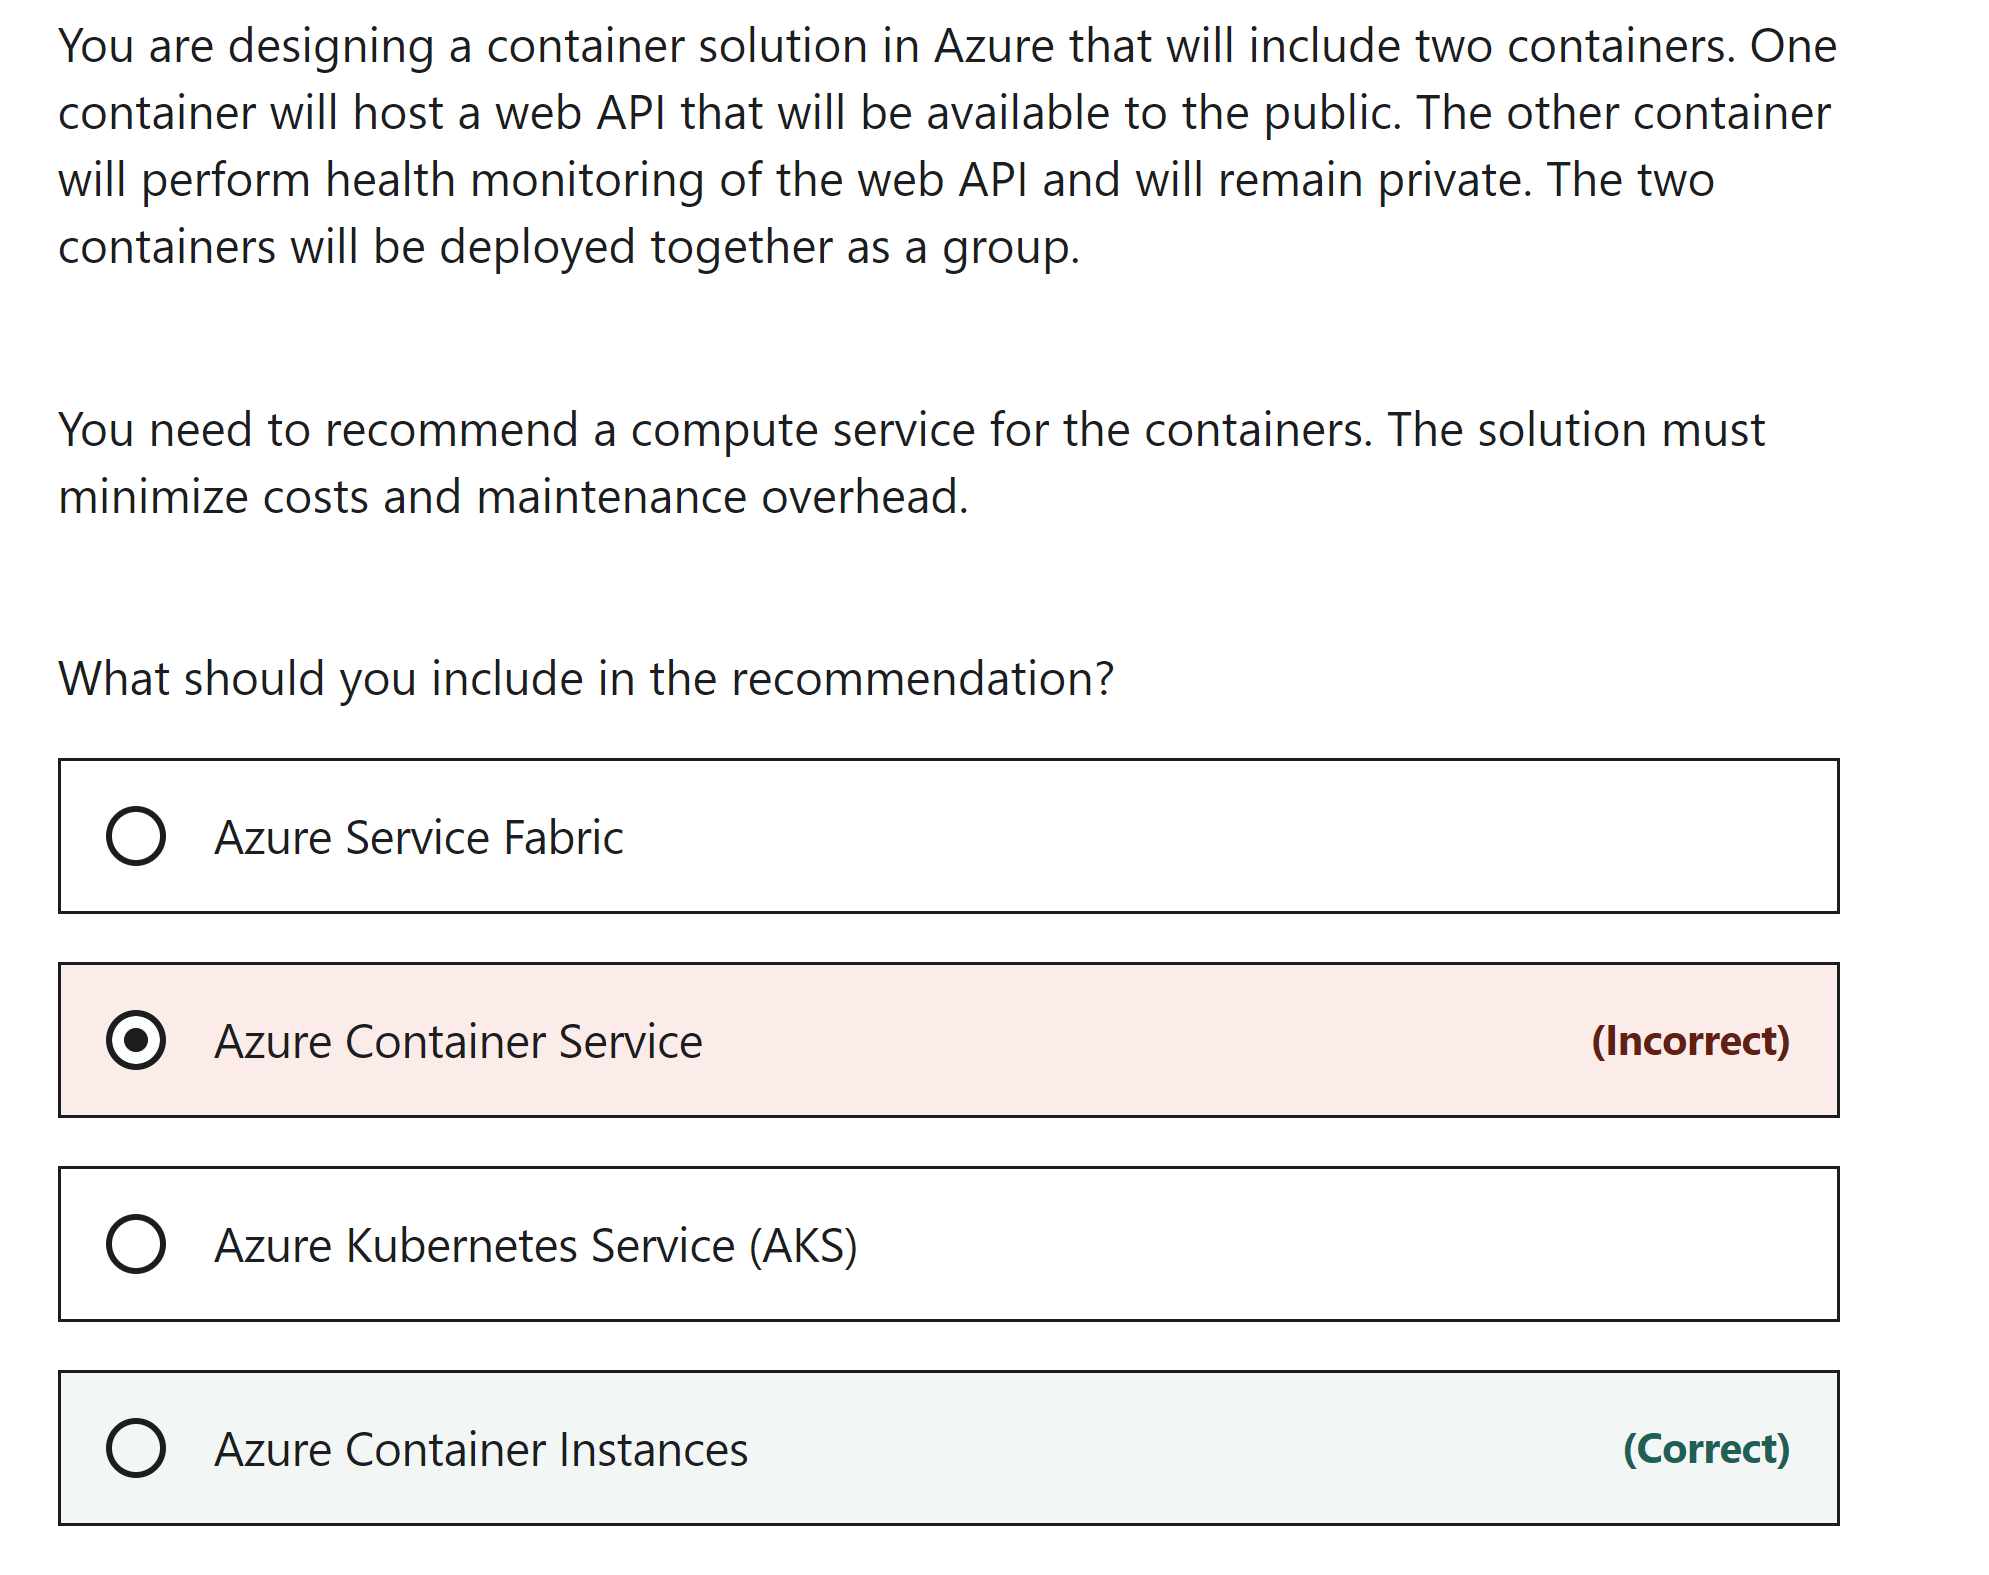 You are designing a container solution in Azure that will include two containers. One
container will host a web API that will be available to the public. The other container
will perform health monitoring of the web API and will remain private. The two
containers will be deployed together as a group.
You need to recommend a compute service for the containers. The solution must
minimize costs and maintenance overhead.
What should you include in the recommendation?
Azure Service Fabric
Azure Container Service (Incorrect)
Azure Kubernetes Service (AKS)
Azure Container Instances (Correct)